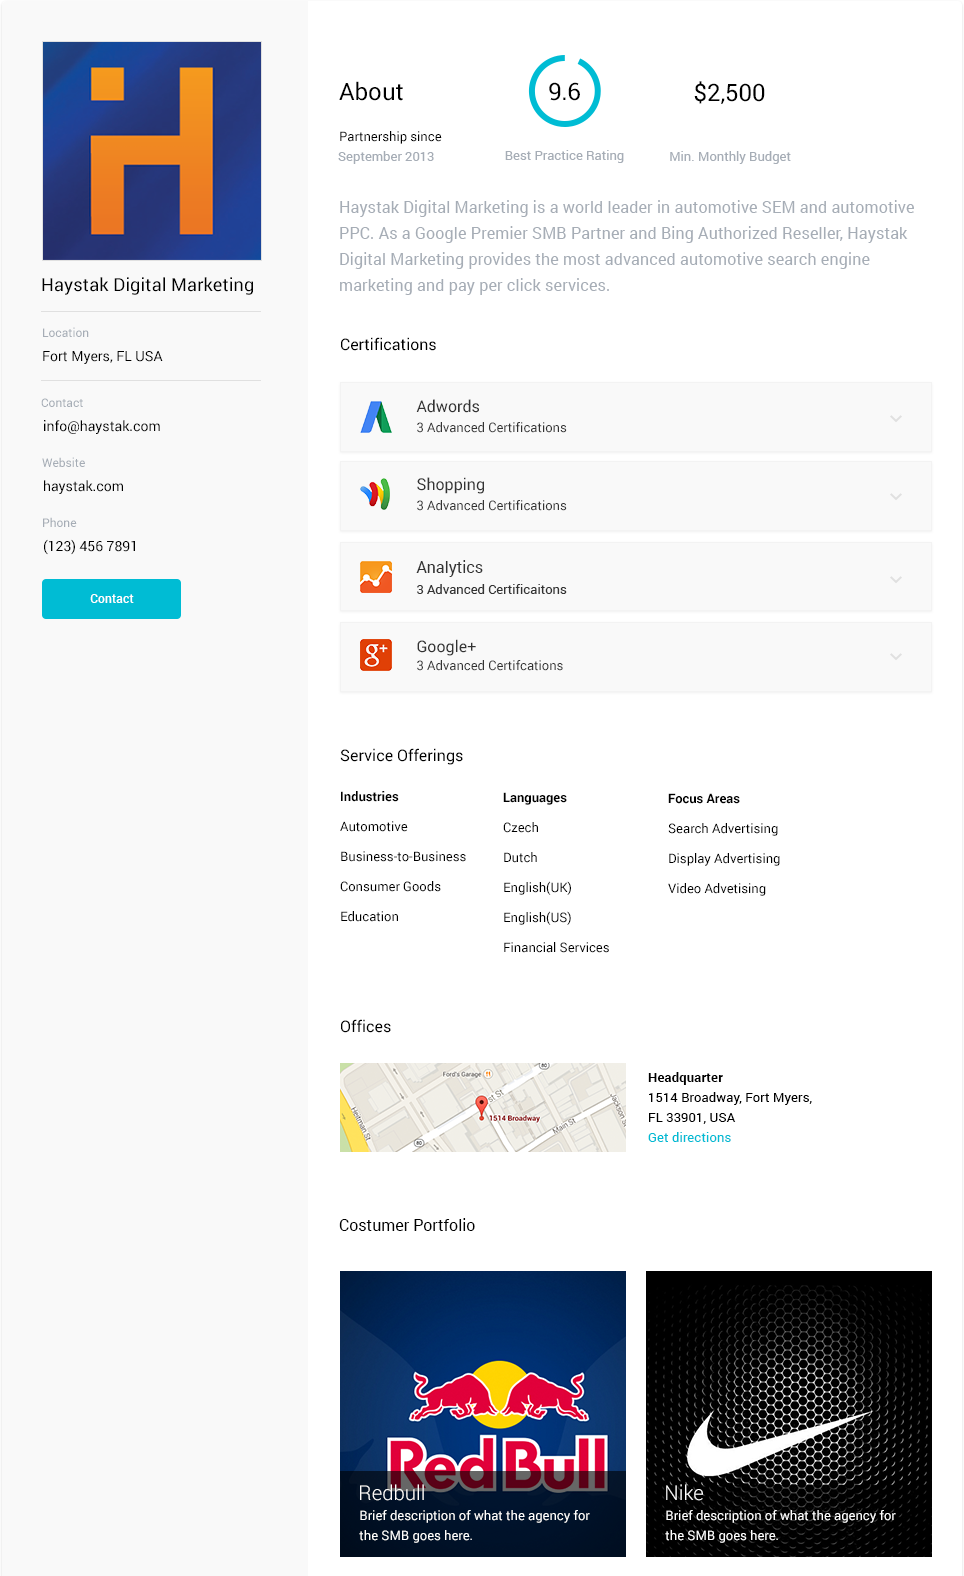 Haystak Digital Marketing
Location
Fort Myers, FL USA
Contact
info@haystak.com
Website
haystak.com
Phone
(123) 456 7891
Contact
About
Partnership since
September 2013
9.6
Best Practice Rating
$2,500
Min. Monthly Budget
Haystak Digital Marketing is a world leader in automotive SEM and automotive
PPC. As a Google Premier SMB Partner and Bing Authorized Reseller, Haystak
Digital Marketing provides the most advanced automotive search engine
marketing and pay per click services.
Certifications
Adwords
3 Advanced Certifications
Shopping
3 Advanced Certifications
Analytics
3 Advanced Certificaitons
g+
Google+
3 Advanced Certifcations
Service Offerings
Industries
Automotive
Business-to-Business
Consumer Goods
Education
Languages
Czech
Dutch
English(UK)
English(US)
Financial Services
Focus Areas
Search Advertising
Display Advertising
Video Advetising
Offices
Ford's Garage
80
st St
Hetman St
1514 Broadway
Jackson St
Main St
80
Headquarter
1514 Broadway, Fort Myers,
FL 33901, USA
Get directions
Costumer Portfolio
Red Bull
Redbull
Brief description of what the agency for
the SMB goes here.
Nike
Brief description of what the agency for
the SMB goes here.